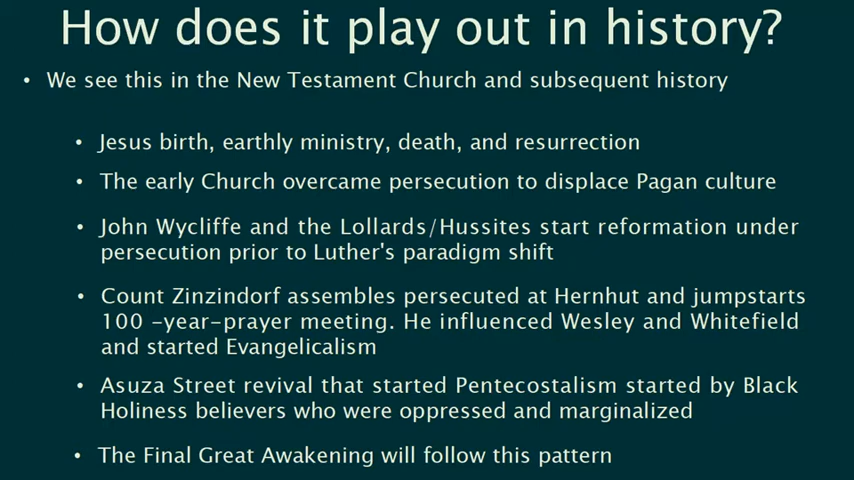 How does it play out in history?
• We see this in the New Testament Church and subsequent history
• Jesus birth, earthly ministry, death, and resurrection
• The early Church overcame persecution to displace Pagan culture
• John Wycliffe and the Lollards/Hussites start reformation under
persecution prior to Luther's paradigm shift
• Count Zinzindorf assembles persecuted at Hernhut and jumpstarts
100 –year-prayer meeting. He influenced Wesley and Whitefield
and started Evangelicalism
• Asuza Street revival that started Pentecostalism started by Black
Holiness believers who were oppressed and marginalized
• The Final Great Awakening will follow this pattern